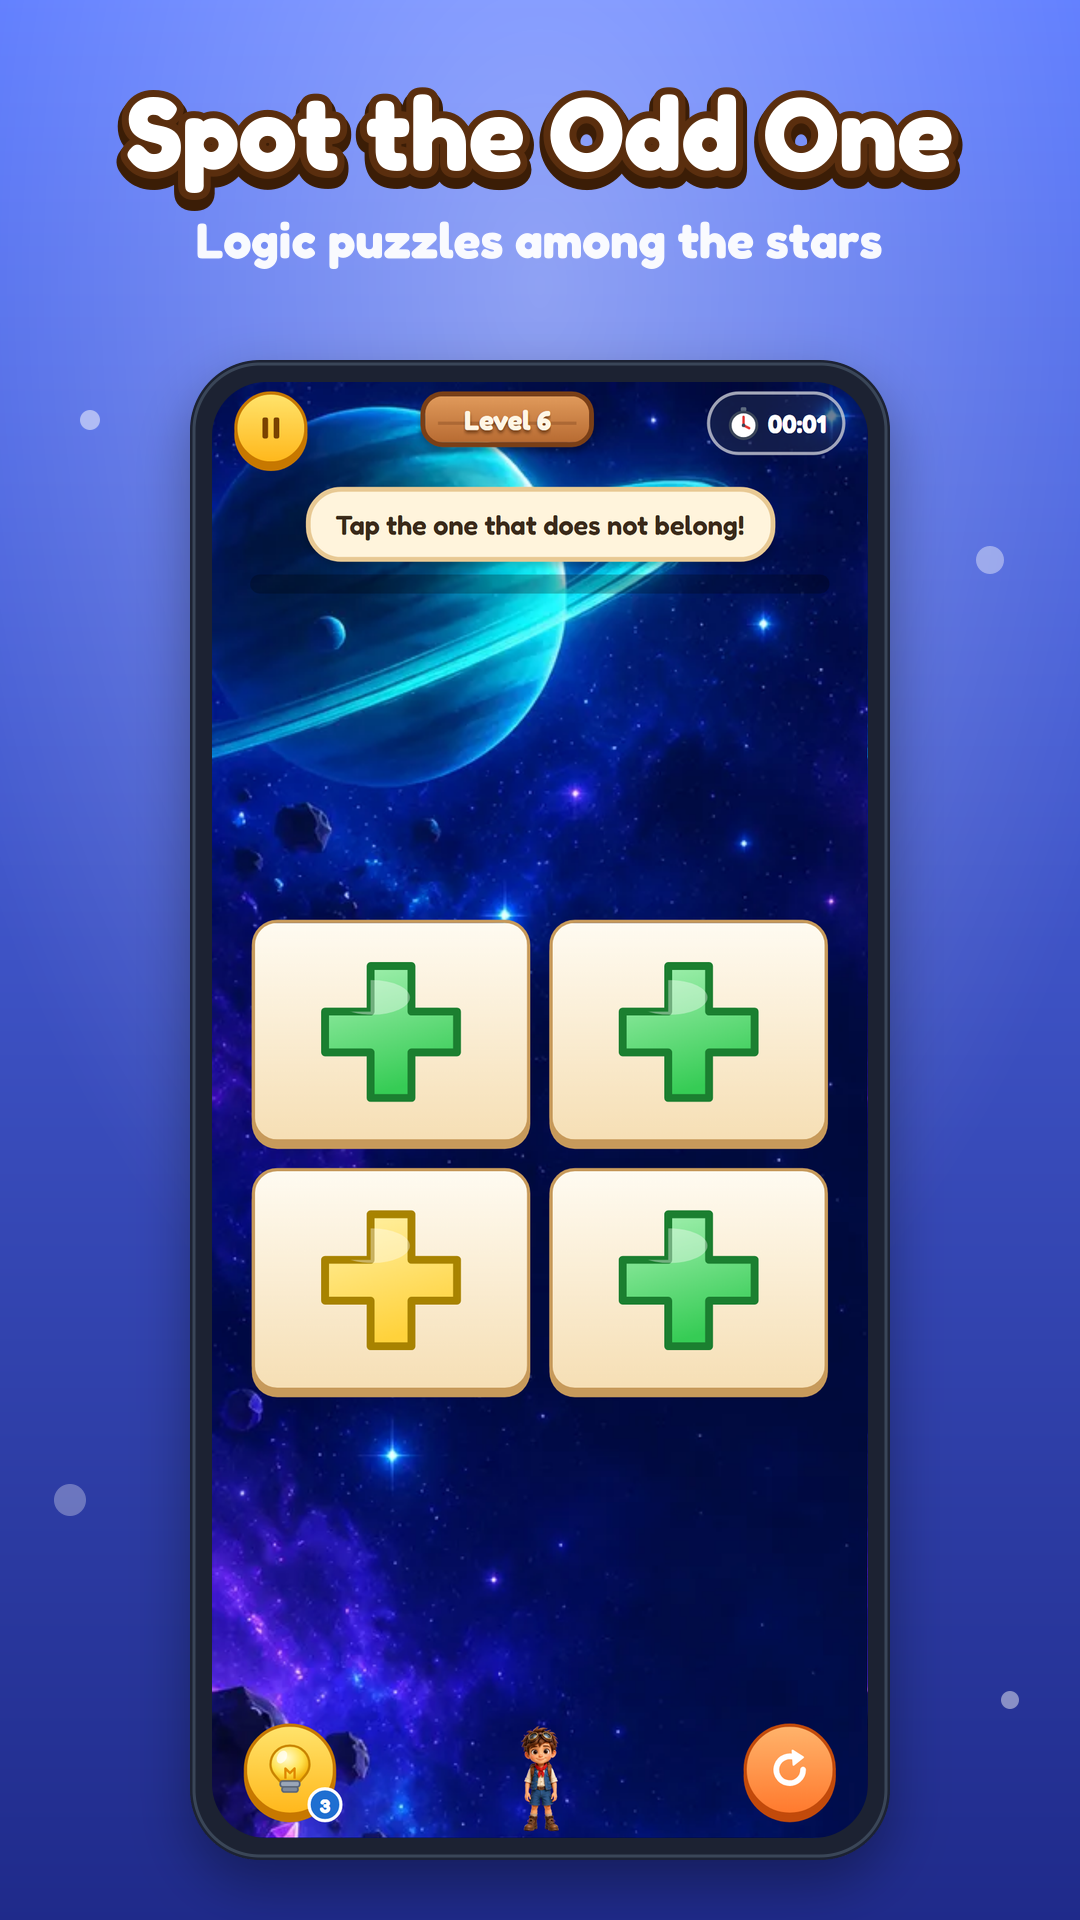 Spot the Odd One
Logic puzzles among the stars
Level 6
00:01
Tap the one that does not belong!
3